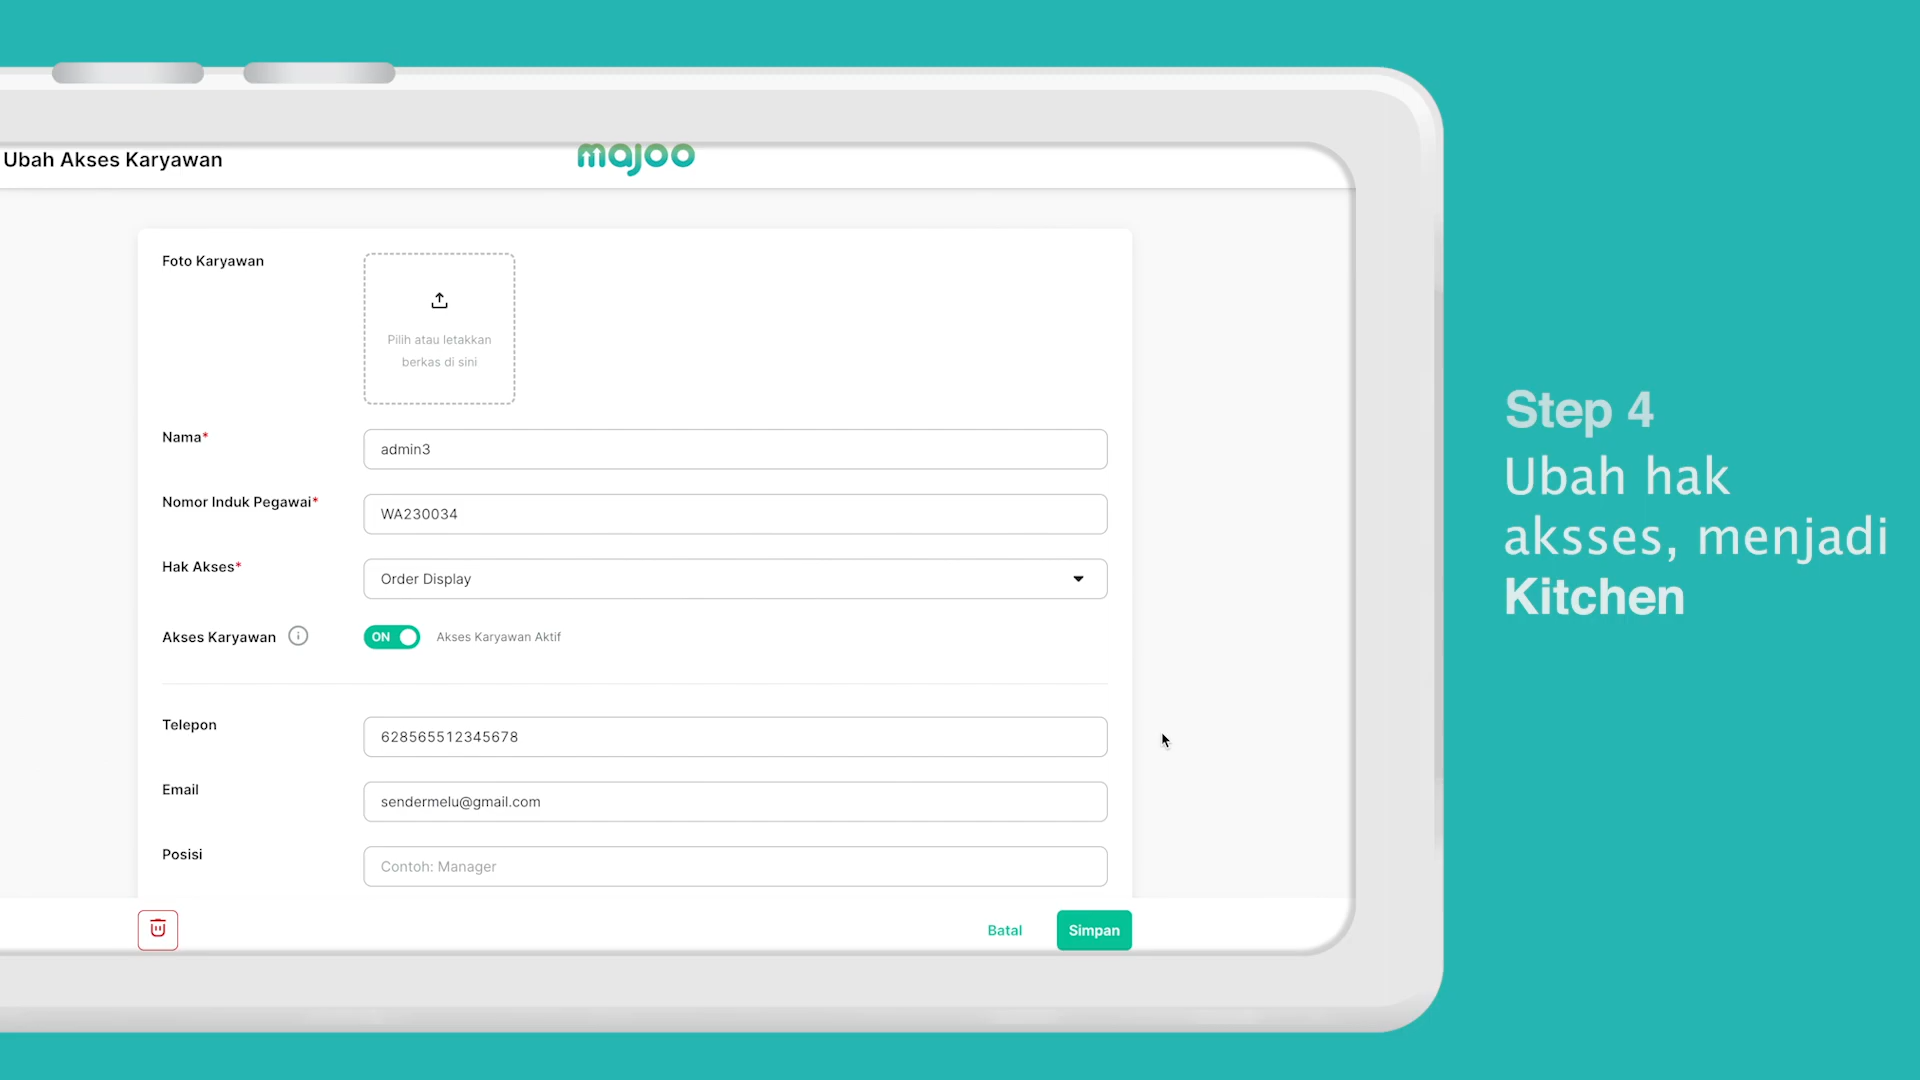 Ubah Akses Karyawan
majoo
Foto Karyawan
Pilih atau letakkan
berkas di sini
Nama*
admin3
Nomor Induk Pegawai*
WA230034
Hak Akses*
Order Display
Akses Karyawan
ON
Akses Karyawan Aktif
Telepon
628565512345678
Email
sendermelu@gmail.com
Posisi
Contoh: Manager
Batal
Simpan
Step 4
Ubah hak
aksses, menjadi
Kitchen